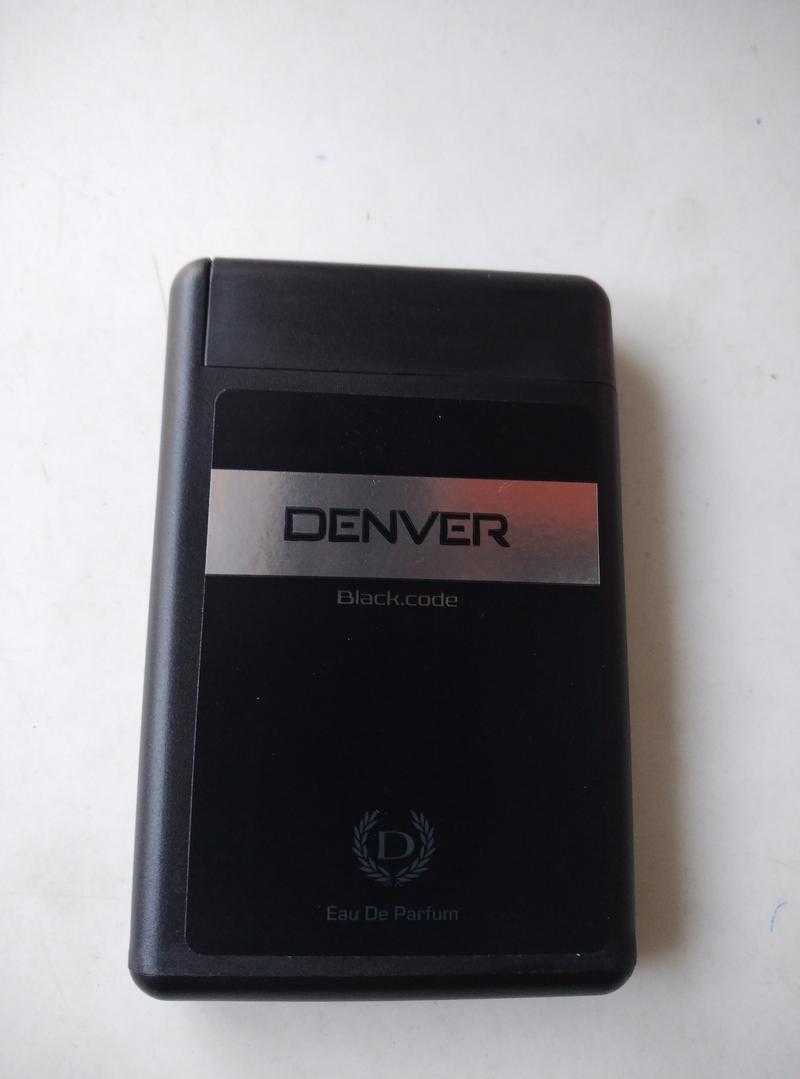 DENVER
Black.code
D
Eau De Parfum